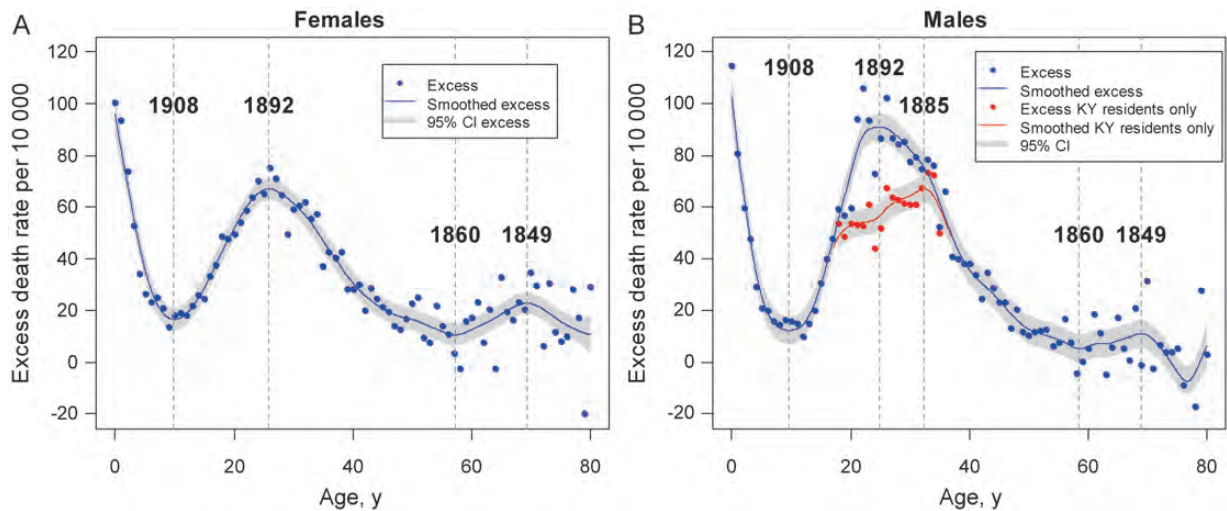 A
Females
120
100
80
60
40
20
0
-20
Excess death rate per 10 000
1908
1892
1860
1849
Excess
Smoothed excess
95% CI excess
0
20
40
60
80
Age, y
B
Males
120
100
80
60
40
20
0
-20
Excess death rate per 10 000
1908
1892
1885
1860
1849
Excess
Smoothed excess
Excess KY residents only
Smoothed KY residents only
95% CI
0
20
40
60
80
Age, y